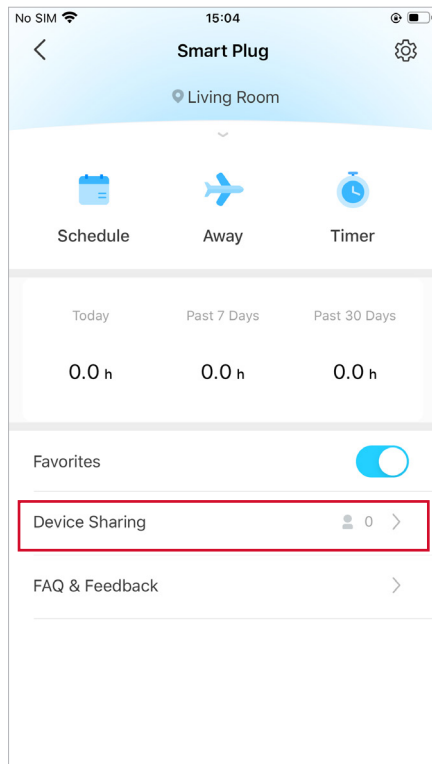 No SIM 15:04
Smart Plug
Living Room
Schedule Away Timer
Today Past 7 Days Past 30 Days
0.0 h 0.0 h 0.0 h
Favorites
Device Sharing 0
FAQ & Feedback